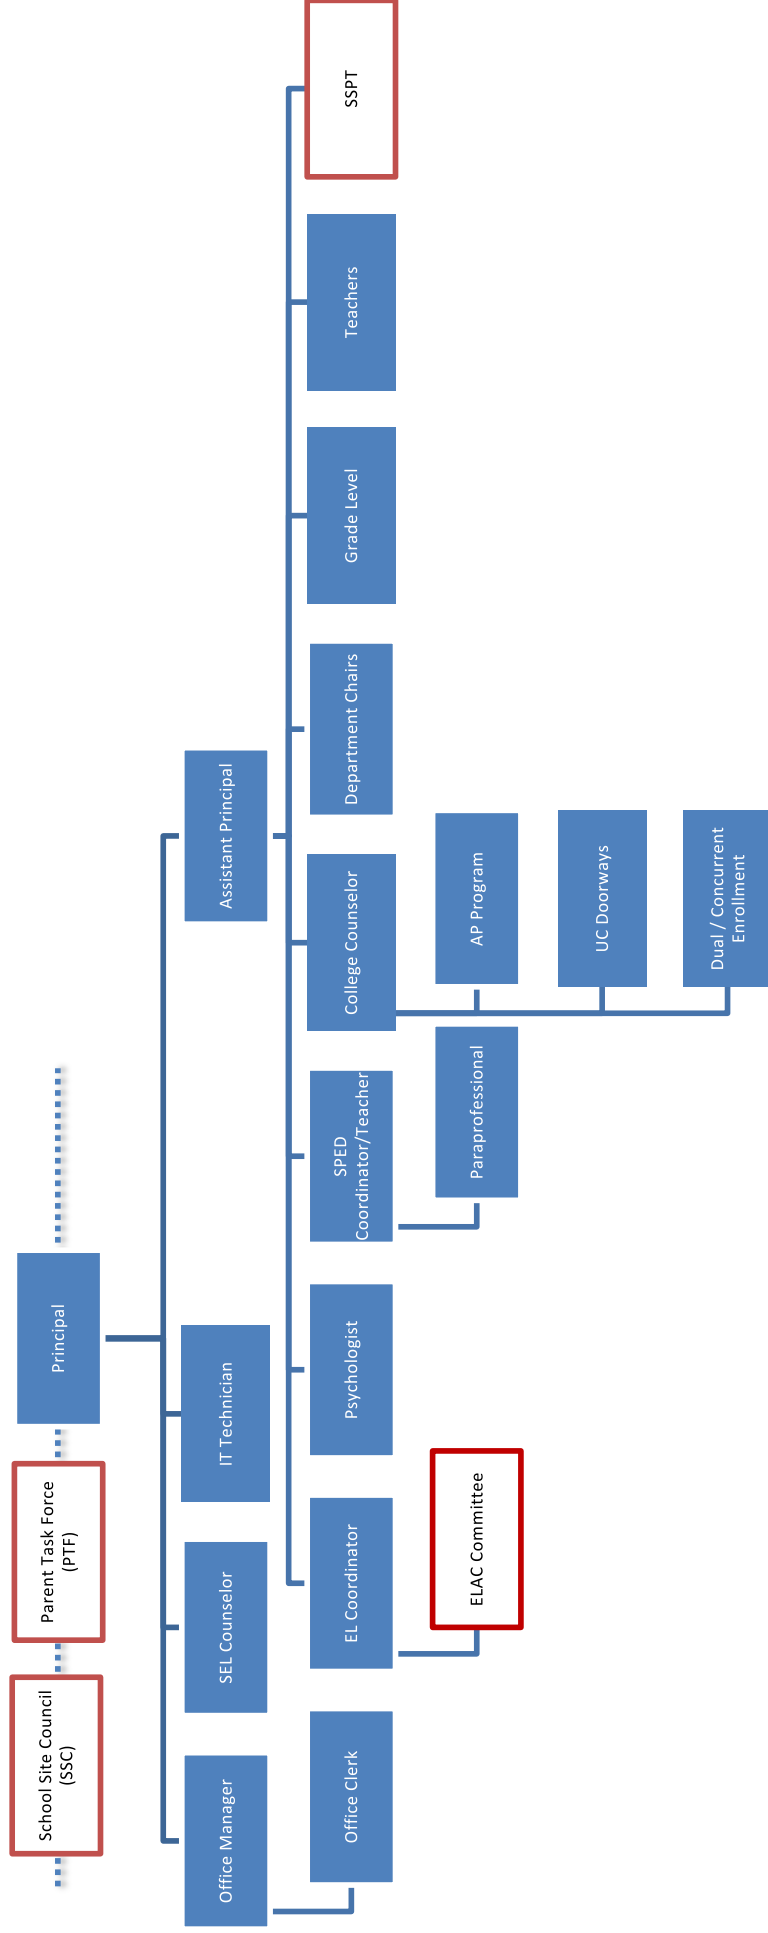 School Site Council
(SSC)
Parent Task Force
(PTF)
Principal
Office Manager
SEL Counselor
IT Technician
Assistant Principal
Office Clerk
EL Coordinator
Psychologist
SPED
Coordinator/Teacher
College Counselor
Department Chairs
Grade Level
Teachers
SSPT
ELAC Committee
Paraprofessional
AP Program
UC Doorways
Dual / Concurrent
Enrollment